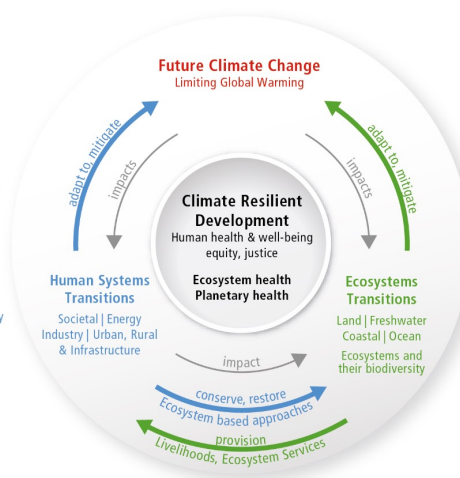 Future Climate Change
Limiting Global Warming
adapt to, mitigate
impacts
impacts
adapt to, mitigate
Climate Resilient
Development
Human health & well-being
equity, justice
Ecosystem health
Planetary health
Human Systems
Transitions
Societal | Energy
Industry | Urban, Rural
& Infrastructure
Ecosystems
Transitions
Land | Freshwater
Coastal | Ocean
Ecosystems and
their biodiversity
impact
conserve, restore
Ecosystem based approaches
provision
Livelihoods, Ecosystem Services